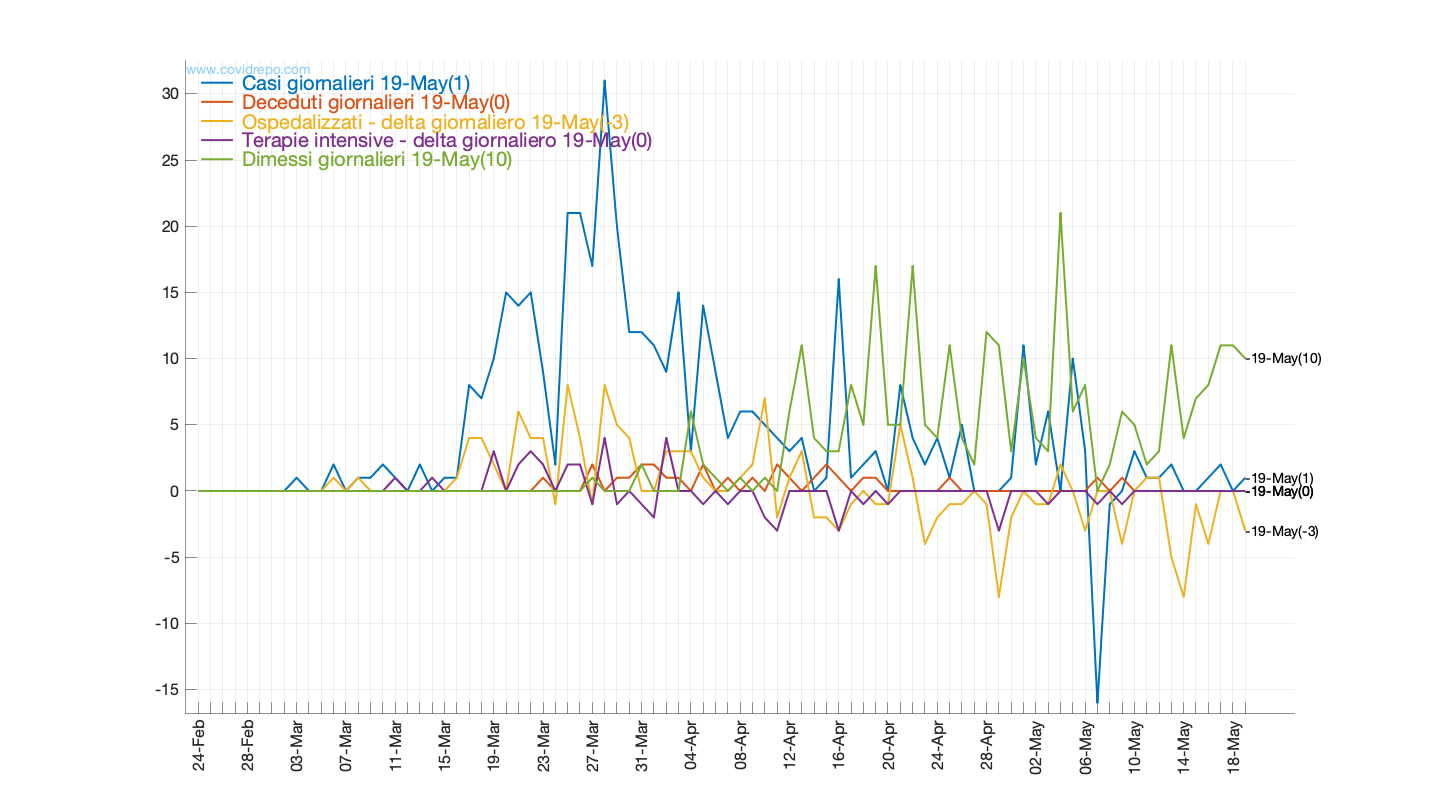 www.covidrepo.com
Casi giornalieri 19-May(1)
Deceduti giornalieri 19-May(0)
Ospedalizzati - delta giornaliero 19-May(-3)
Terapie intensive - delta giornaliero 19-May(0)
Dimessi giornalieri 19-May(10)
30
25
20
15
10
5
0
-5
-10
-15
19-May(10)
19-May(1)
19-May(0)
19-May(-3)
24-Feb
28-Feb
03-Mar
07-Mar
11-Mar
15-Mar
19-Mar
23-Mar
27-Mar
31-Mar
04-Apr
08-Apr
12-Apr
16-Apr
20-Apr
24-Apr
28-Apr
02-May
06-May
10-May
14-May
18-May